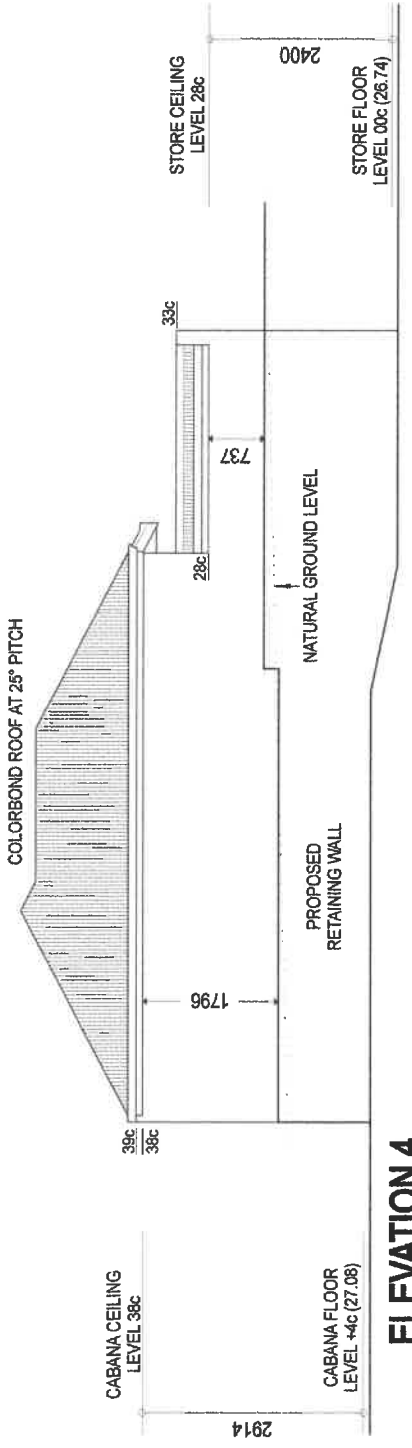 COLORBOND ROOF AT 25° PITCH
CABANA CEILING
LEVEL 38c
2914
CABANA FLOOR
LEVEL +4c (27.08)
39c
38c
1796
PROPOSED
RETAINING WALL
28c
33c
737
NATURAL GROUND LEVEL
STORE CEILING
LEVEL 28c
2400
STORE FLOOR
LEVEL 00c (26.74)
ELEVATION 4